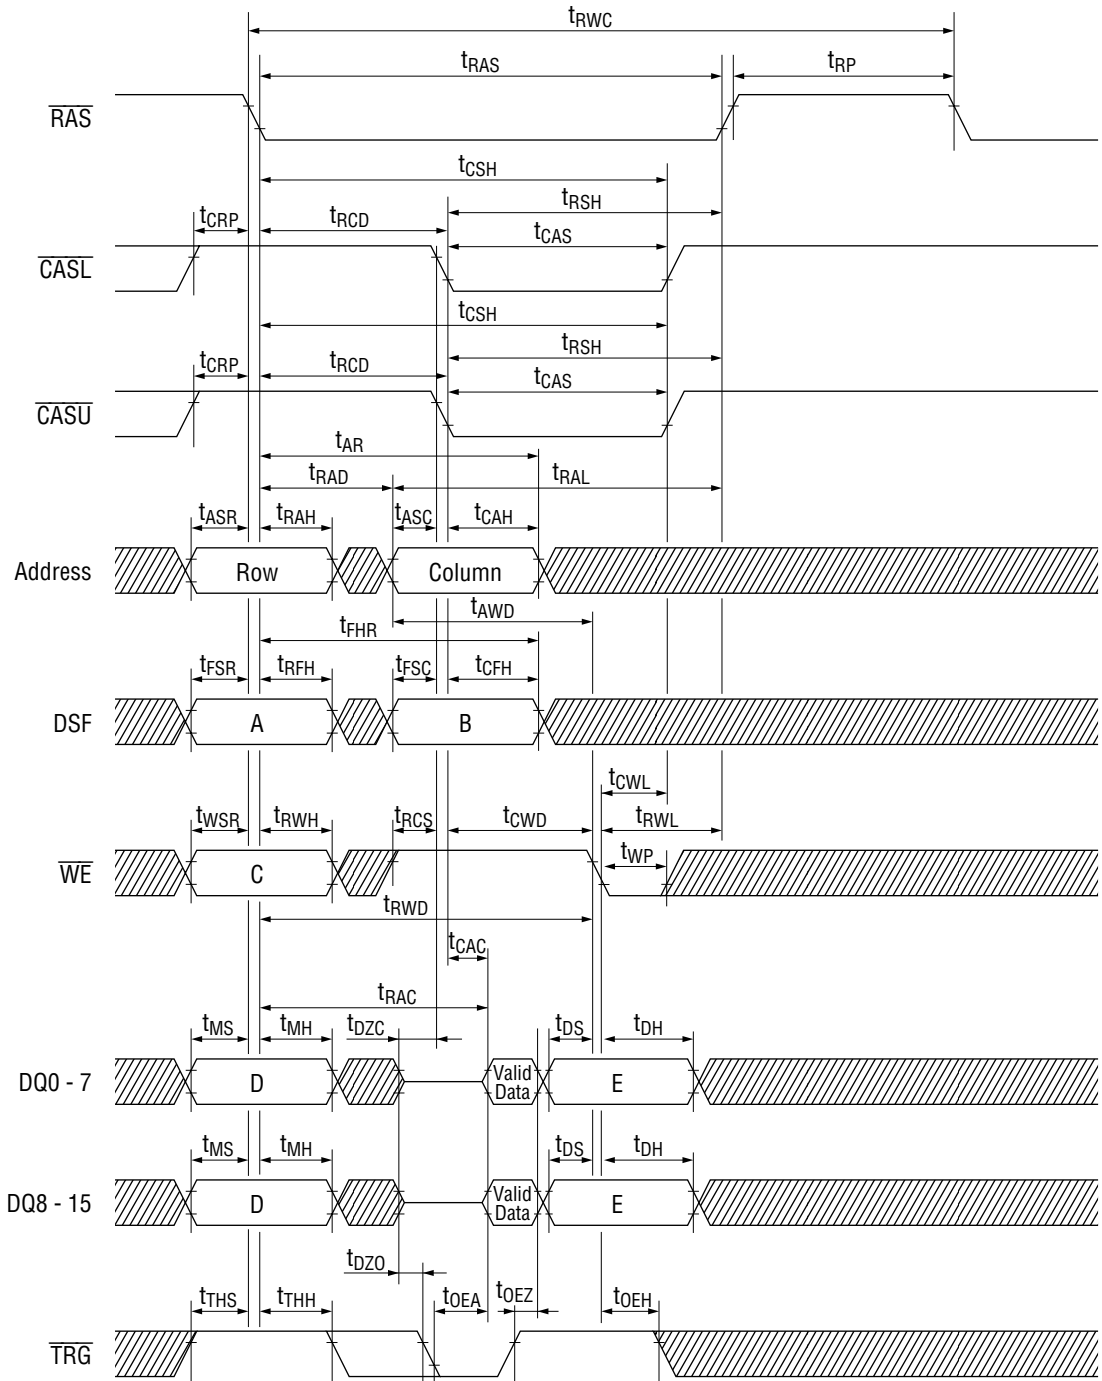 tRWC
tRAS tRP
RAS
tCSH
tRSH
tCRP tRCD
tCAS
CASL
tCSH
tRSH
tCRP tRCD
tCAS
CASU
tAR
tRAD tRAL
tASR tRAH tASC tCAH
Address Row Column
tAWD
tFHR
tFSR tRFH tFSC tCFH
DSF A B
tCWL
tWSR tRWH tRCS tCWD tRWL
tWP
WE C
tRWD
tCAC
tRAC
tMS tMH tDZC tDS tDH
DQ0 - 7 D Valid Data E
tMS tMH tDS tDH
DQ8 - 15 D Valid Data E
tDZO
tTHS tTHH tOEA tOEZ tOEH
TRG